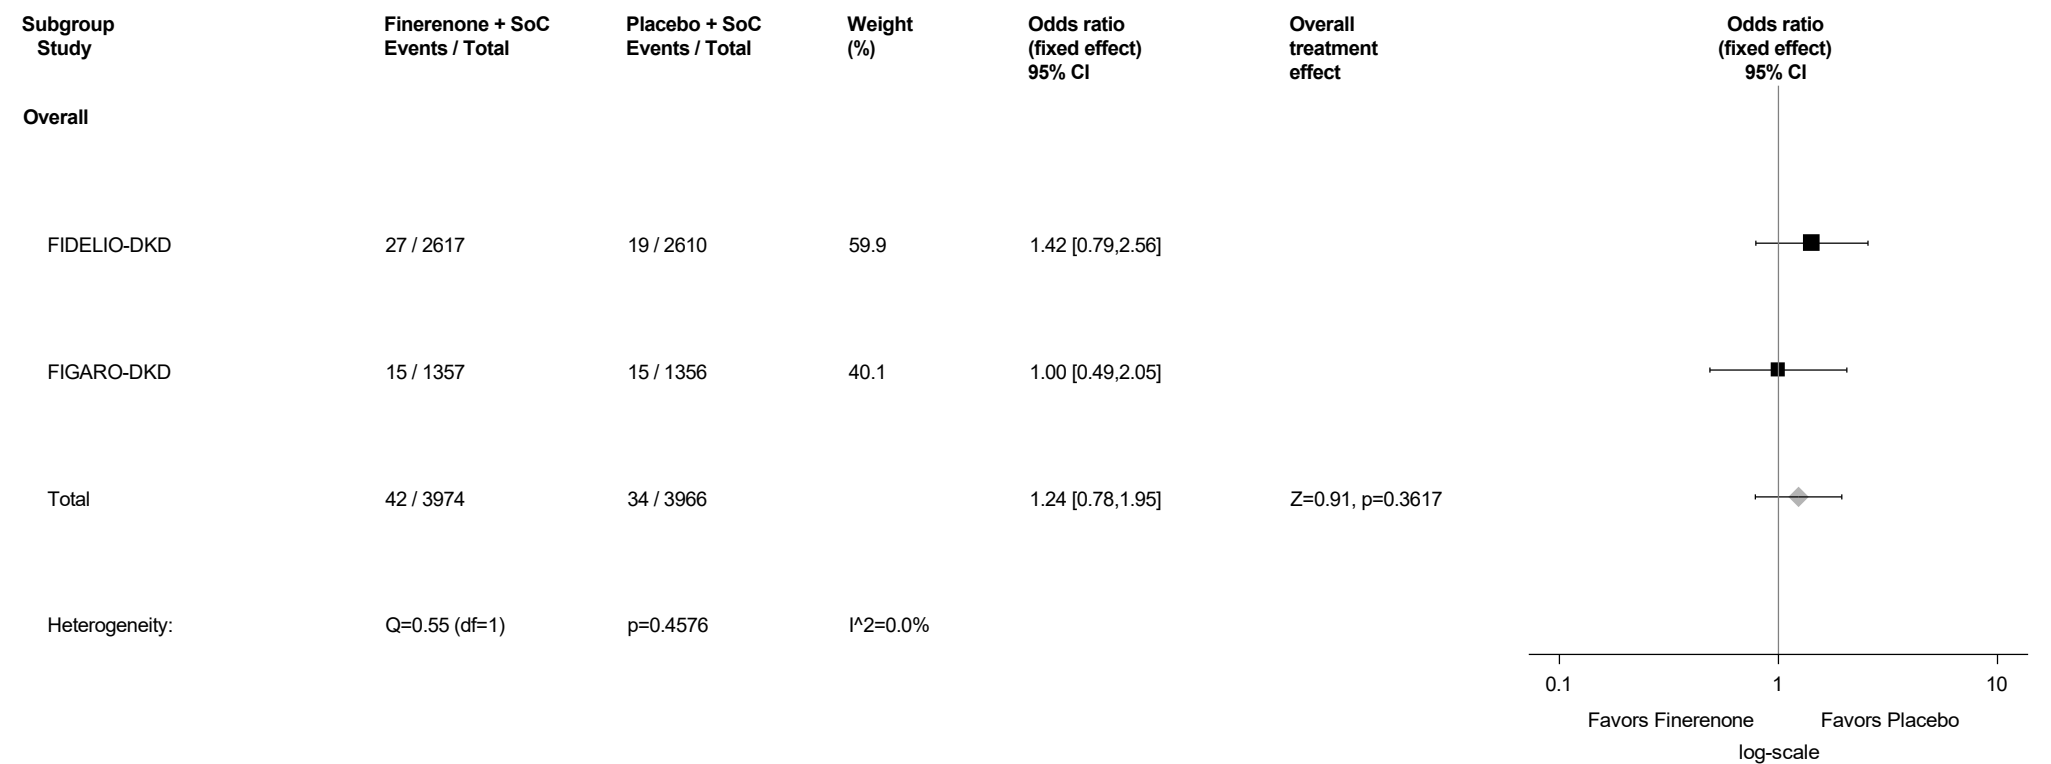 Subgroup Finerenone + SoC Placebo + SoC Weight Odds ratio Overall Odds ratio
Study Events / Total Events / Total (%) (fixed effect) treatment (fixed effect)
95% CI effect 95% CI
Overall
FIDELIO-DKD 27 / 2617 19 / 2610 59.9 1.42 [0.79,2.56]
FIGARO-DKD 15 / 1357 15 / 1356 40.1 1.00 [0.49,2.05]
Total 42 / 3974 34 / 3966 1.24 [0.78,1.95] Z=0.91, p=0.3617
Heterogeneity: Q=0.55 (df=1) p=0.4576 I^2=0.0%
0.1 1 10
Favors Finerenone Favors Placebo
log-scale